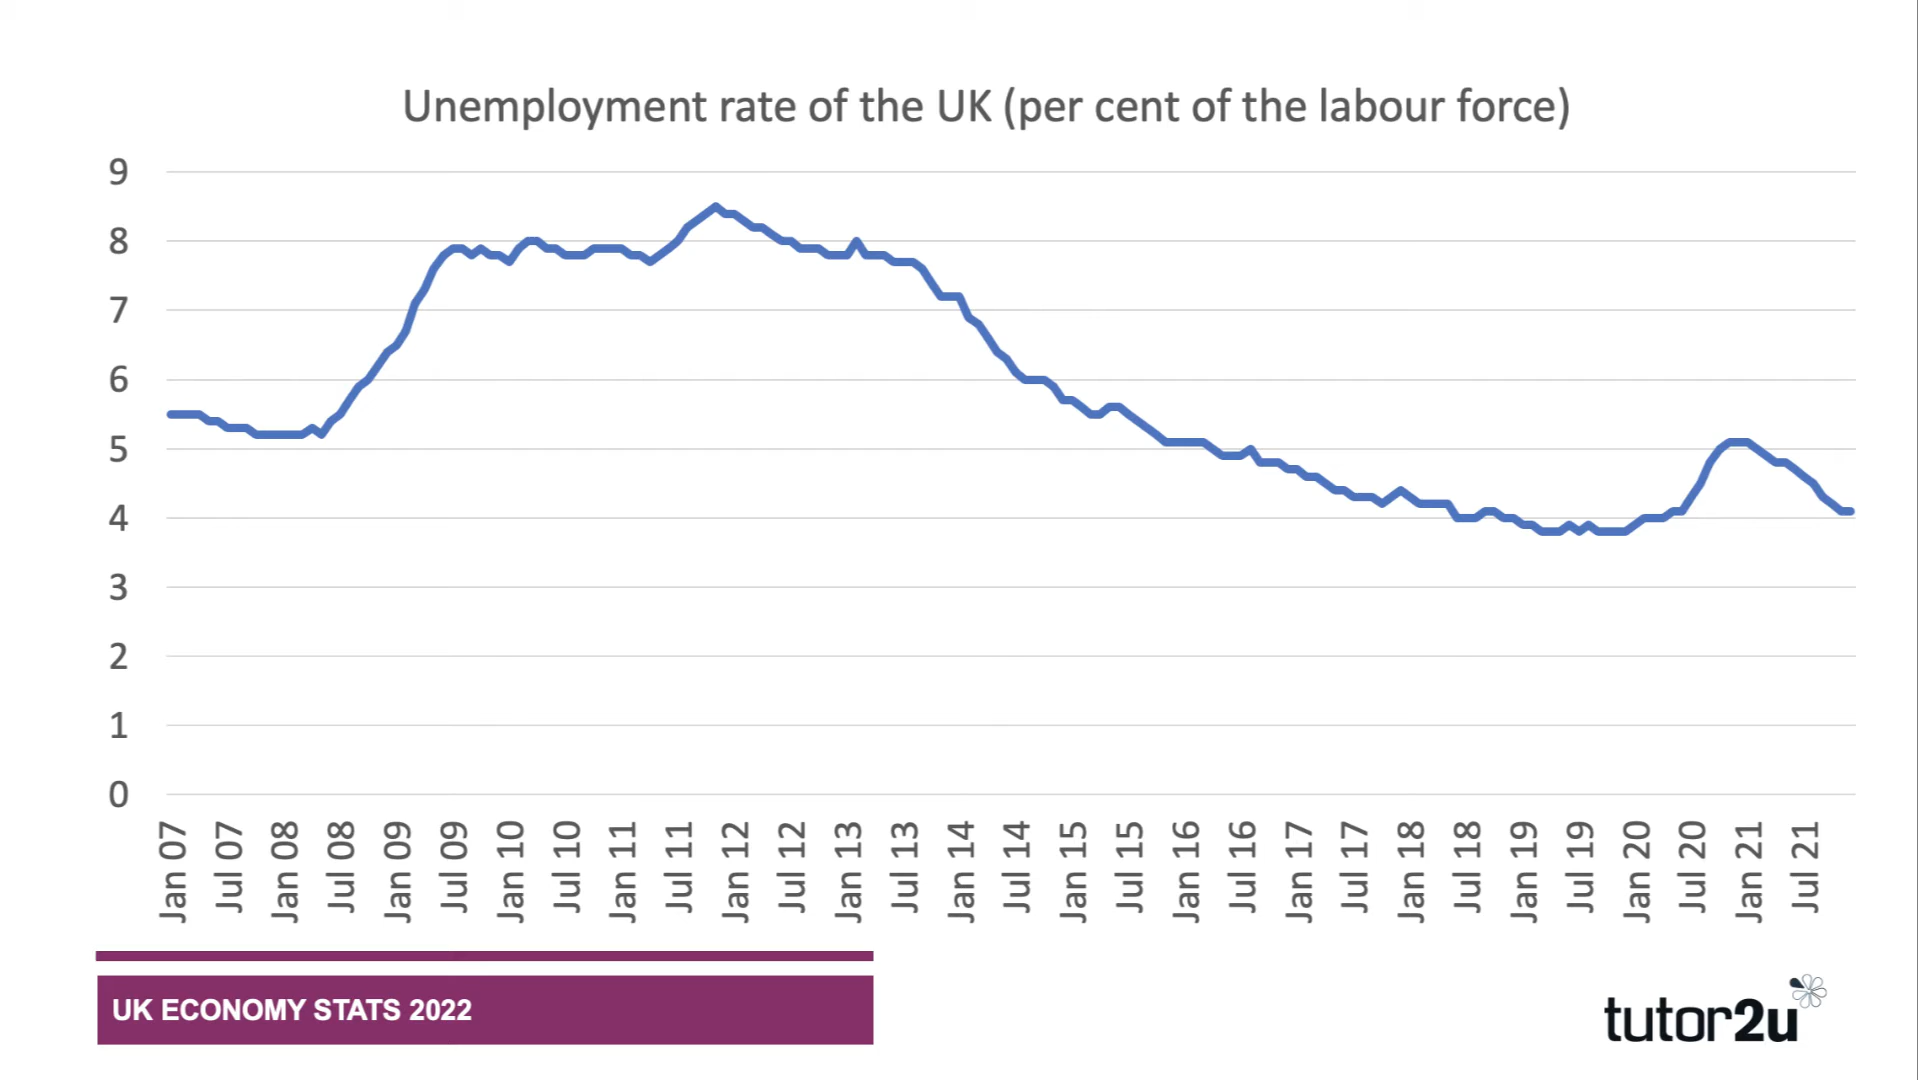 Unemployment rate of the UK (per cent of the labour force)
9
8
7
6
5
4
3
2
1
0
Jan 07
Jul 07
Jan 08
Jul 08
Jan 09
Jul 09
Jan 10
Jul 10
Jan 11
Jul 11
Jan 12
Jul 12
Jan 13
Jul 13
Jan 14
Jul 14
Jan 15
Jul 15
Jan 16
Jul 16
Jan 17
Jul 17
Jan 18
Jul 18
Jan 19
Jul 19
Jan 20
Jul 20
Jan 21
Jul 21
UK ECONOMY STATS 2022
tutor2u